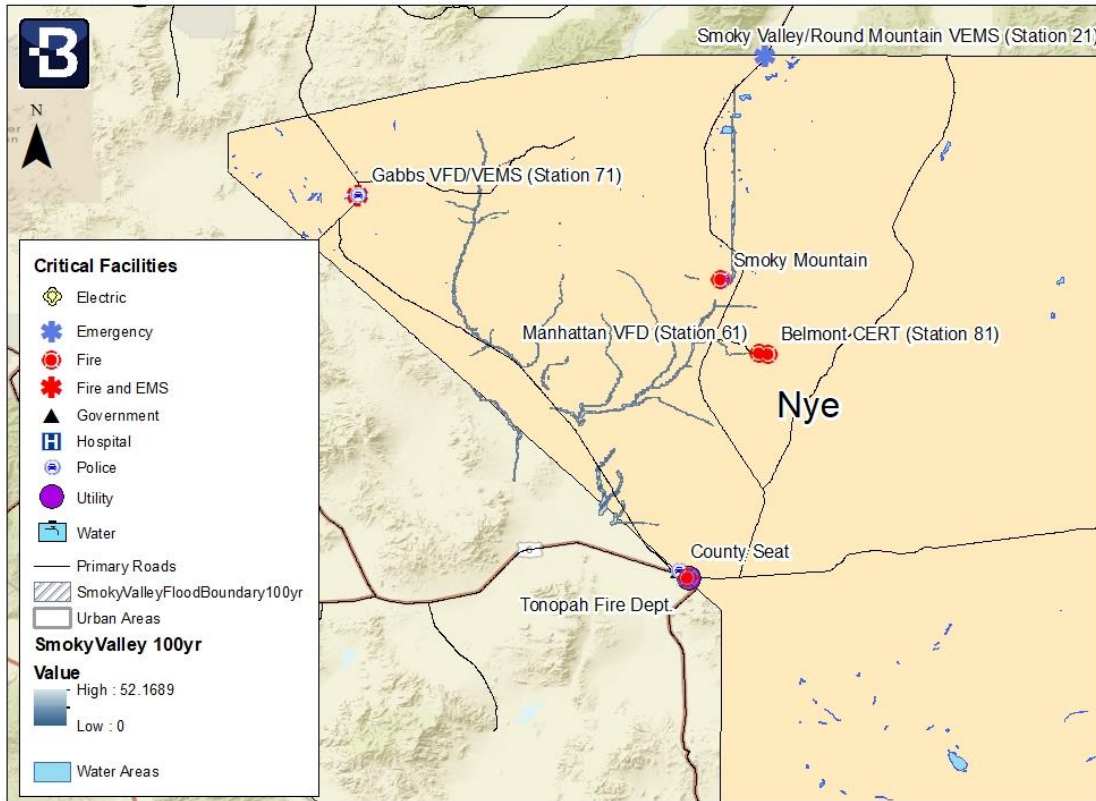 B
N
Smoky Valley/Round Mountain VEMS (Station 21)
Gabbs VFD/VEMS (Station 71)
Smoky Mountain
Manhattan VFD (Station 61)
Belmont CERT (Station 81)
Nye
County Seat
Tonopah Fire Dept.
6
Critical Facilities
Electric
Emergency
Fire
Fire and EMS
Government
H Hospital
Police
Utility
Water
Primary Roads
SmokyValleyFloodBoundary100yr
Urban Areas
SmokyValley 100yr
Value
High : 52.1689
Low : 0
Water Areas